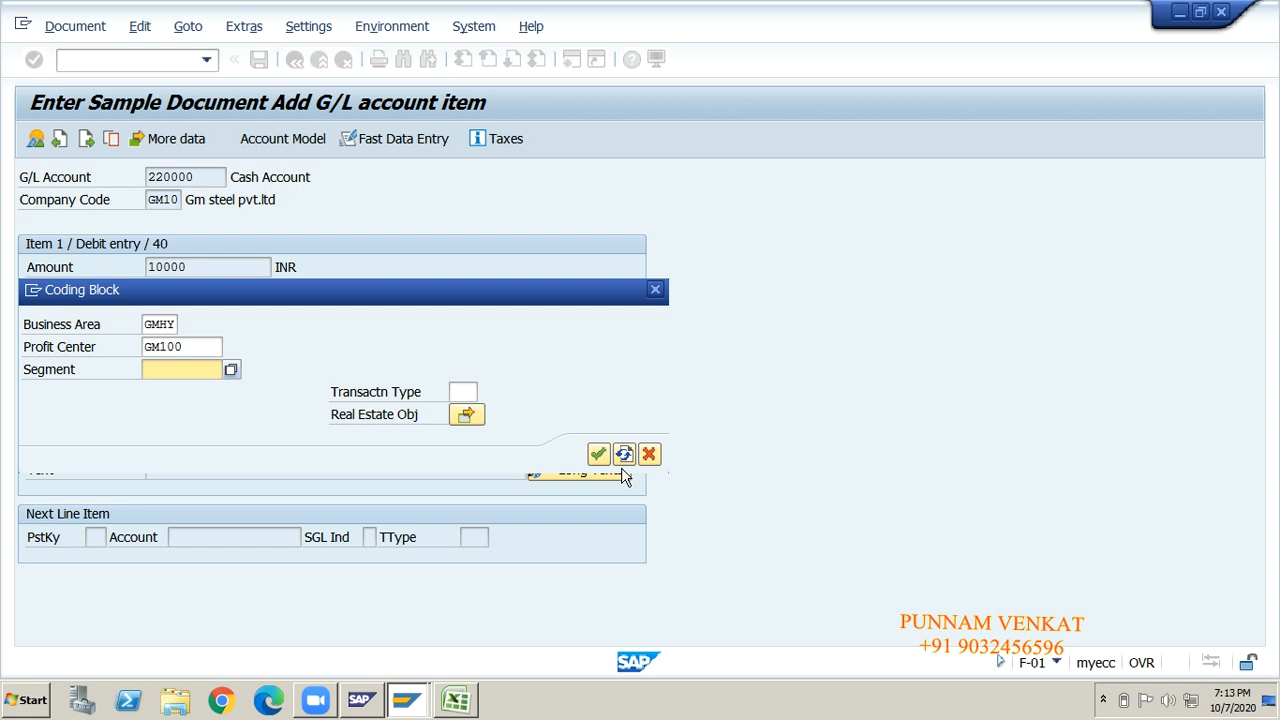 Document Edit Goto Extras Settings Environment System Help
Enter Sample Document Add G/L account item
More data Account Model Fast Data Entry Taxes
G/L Account 220000 Cash Account
Company Code GM10 Gm steel pvt.ltd
Item 1 / Debit entry / 40
Amount 10000 INR
Coding Block
Business Area GMHY
Profit Center GM100
Segment
Transactn Type
Real Estate Obj
Next Line Item
PstKy Account SGL Ind TType
PUNNAM VENKAT
+91 9032456596
SAP F-01 myecc OVR
Start SAP 7:13 PM
10/7/2020